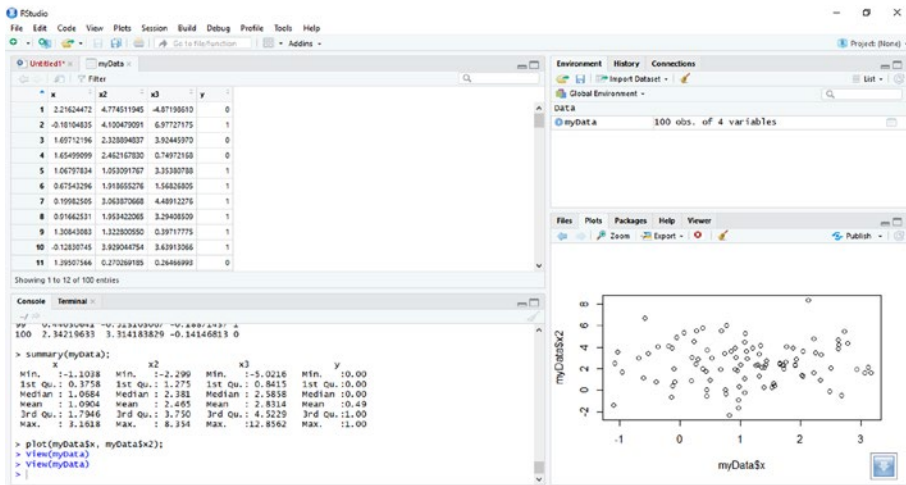 RStudio
File Edit Code View Plots Session Build Debug Profile Tools Help
Go to file/function Addins Project: (None)
Untitled1* myData
Filter
x x2 x3 y
1 2.21624472 4.774511945 -4.87198610 0
2 -0.18104835 4.100479091 6.97727175 1
3 1.69712196 2.328894837 3.92445970 0
4 1.65499099 2.462167830 0.74972168 0
5 1.06797834 1.053091767 3.35380788 1
6 0.67543296 1.918655276 1.56826805 1
7 0.19982505 3.063870668 4.48912276 1
8 0.91662531 1.953422065 3.29408509 1
9 1.30843083 1.322800550 0.39717775 1
10 -0.12830745 3.929044754 3.63913066 1
11 1.39507566 0.270269185 0.26466993 0
Showing 1 to 12 of 100 entries
Console Terminal
100 2.34219633 3.314183829 -0.14146813 0
> summary(myData);
x x2 x3 y
Min. :-1.1038 Min. :-2.299 Min. :-5.0216 Min. :0.00
1st Qu.: 0.3758 1st Qu.: 1.275 1st Qu.: 0.8415 1st Qu.:0.00
Median : 1.0684 Median : 2.381 Median : 2.5858 Median :0.00
Mean : 1.0904 Mean : 2.465 Mean : 2.8314 Mean :0.49
3rd Qu.: 1.7946 3rd Qu.: 3.750 3rd Qu.: 4.5229 3rd Qu.:1.00
Max. : 3.1618 Max. : 8.354 Max. :12.8562 Max. :1.00
> plot(myData$x, myData$x2);
> View(myData)
> View(myData)
>
Environment History Connections
Import Dataset List
Global Environment
Data
myData 100 obs. of 4 variables
Files Plots Packages Help Viewer
Zoom Export Publish
myData$x2
8
6
4
2
0
-2
-1 0 1 2 3
myData$x